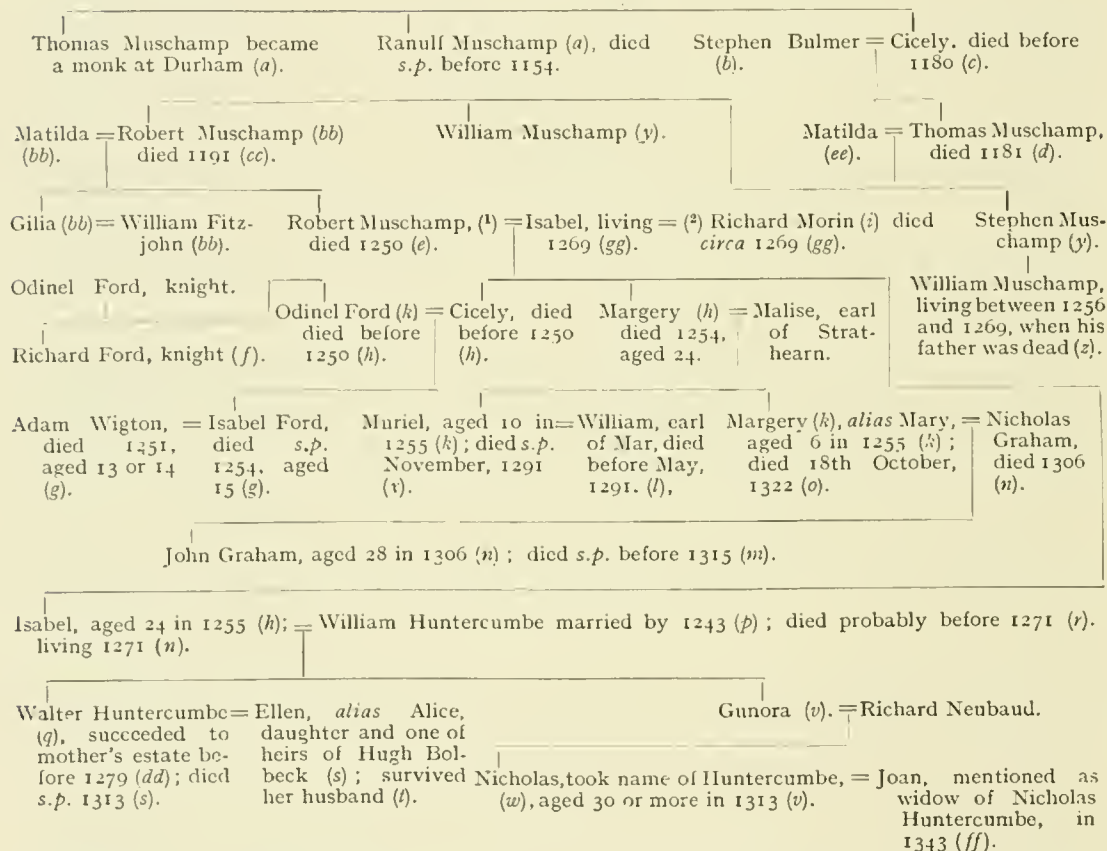 Thomas Muschamp became
a monk at Durham (a).
Ranulf Muschamp (a), died
s.p. before 1154.
Stephen Bulmer = Cicely, died before
(b).
1180 (c).
Matilda = Robert Muschamp (bb)
(bb).
died 1191 (cc).
William Muschamp (y).
Matilda = Thomas Muschamp,
(ee).
died 1181 (d).
Gilia (bb) = William Fitz-
john (bb).
Robert Muschamp, (¹) = Isabel, living = (²) Richard Morin (i) died
died 1250 (e).
1269 (gg).
circa 1269 (gg).
Stephen Mus-
champ (y).
Odinel Ford, knight.
Richard Ford, knight (f).
Odinel Ford (k) = Cicely, died
died before
1250 (h).
before 1250
(h).
Margery (h) = Malise, earl
died 1254,
aged 24.
of Strat-
hearn.
William Muschamp,
living between 1256
and 1269, when his
father was dead (z).
Adam Wigton, = Isabel Ford,
died 1251,
aged 13 or 14
(g).
died s.p.
1254, aged
15 (g).
Muriel, aged 10 in = William, earl
1255 (k); died s.p.
November, 1291
(v).
of Mar, died
before May,
1291. (l),
Margery (k), alias Mary, = Nicholas
aged 6 in 1255 (k);
died 18th October,
1322 (o).
Graham,
died 1306
(n).
John Graham, aged 28 in 1306 (n); died s.p. before 1315 (m).
Isabel, aged 24 in 1255 (h); = William Huntercumbe married by 1243 (p); died probably before 1271 (r).
living 1271 (n).
Walter Huntercumbe = Ellen, alias Alice,
(q), succeeded to
mother's estate be-
fore 1279 (dd); died
s.p. 1313 (s).
daughter and one of
heirs of Hugh Bol-
beck (s); survived
her husband (t).
Gunora (v). = Richard Neubaud.
Nicholas, took name of Huntercumbe, = Joan, mentioned as
(w), aged 30 or more in 1313 (v).
widow of Nicholas
Huntercumbe, in
1343 (ff).